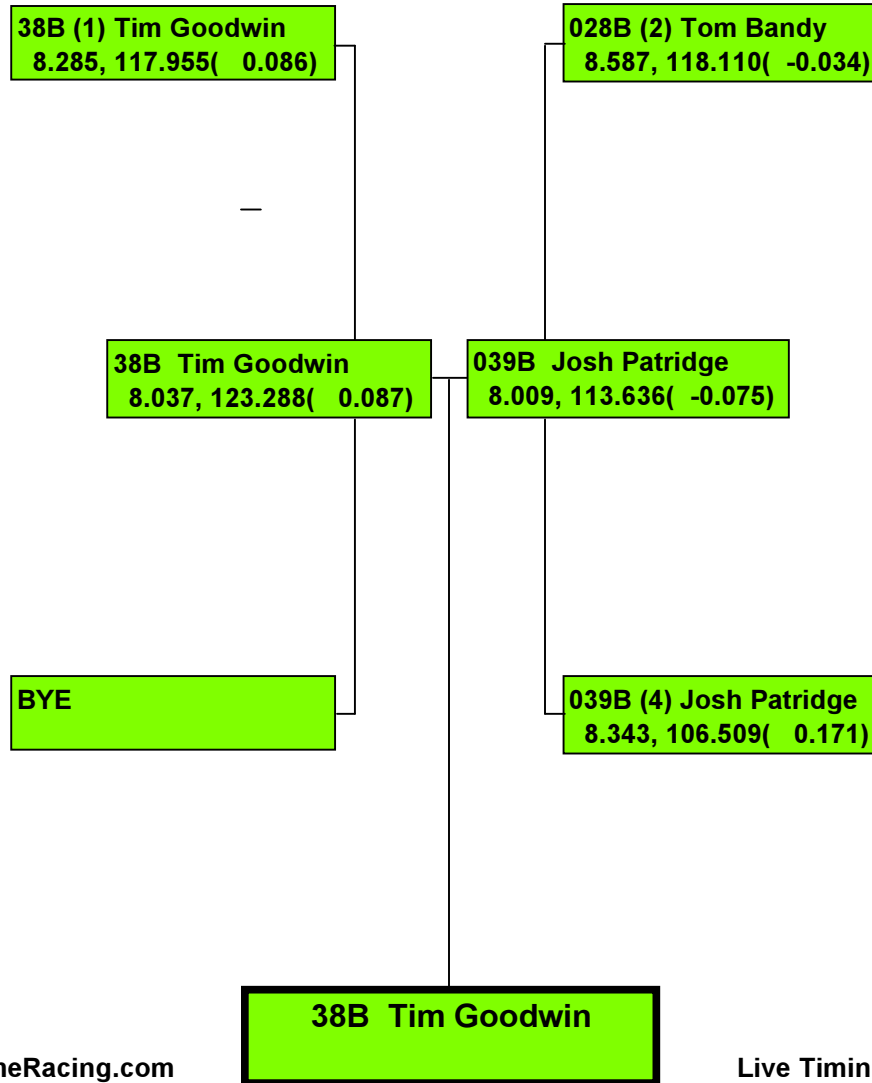 38B (1) Tim Goodwin
8.285, 117.955( 0.086)
028B (2) Tom Bandy
8.587, 118.110( -0.034)
38B Tim Goodwin
8.037, 123.288( 0.087)
039B Josh Patridge
8.009, 113.636( -0.075)
BYE
039B (4) Josh Patridge
8.343, 106.509( 0.171)
38B Tim Goodwin
neRacing.com
Live Timin